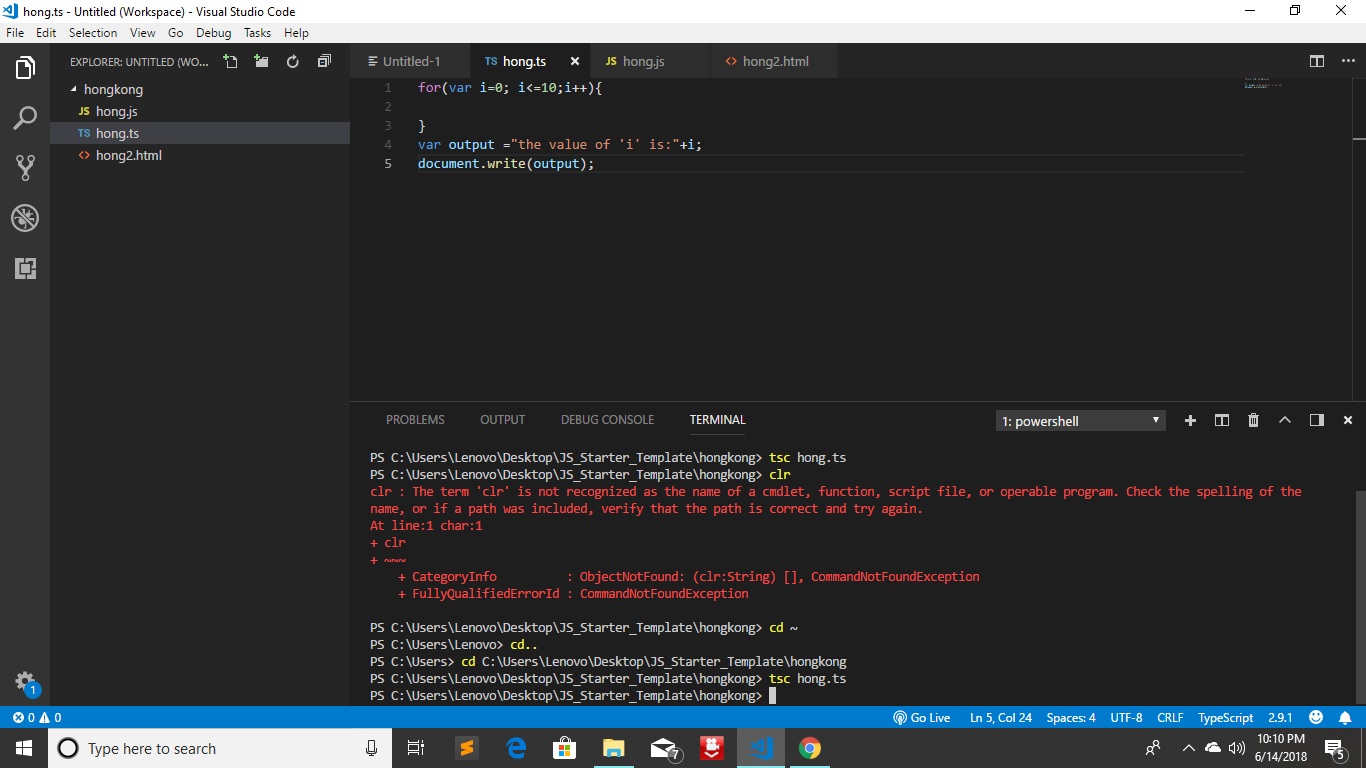 hong.ts - Untitled (Workspace) - Visual Studio Code
File Edit Selection View Go Debug Tasks Help
EXPLORER: UNTITLED (WO...
hongkong
JS hong.js
TS hong.ts
<> hong2.html
Untitled-1 TS hong.ts JS hong.js <> hong2.html
1 for(var i=0; i<=10;i++){
2
3 }
4 var output ="the value of 'i' is:"+i;
5 document.write(output);
PROBLEMS OUTPUT DEBUG CONSOLE TERMINAL 1: powershell
PS C:\Users\Lenovo\Desktop\JS_Starter_Template\hongkong> tsc hong.ts
PS C:\Users\Lenovo\Desktop\JS_Starter_Template\hongkong> clr
clr : The term 'clr' is not recognized as the name of a cmdlet, function, script file, or operable program. Check the spelling of the
name, or if a path was included, verify that the path is correct and try again.
At line:1 char:1
+ clr
+ ~~~
+ CategoryInfo : ObjectNotFound: (clr:String) [], CommandNotFoundException
+ FullyQualifiedErrorId : CommandNotFoundException
PS C:\Users\Lenovo\Desktop\JS_Starter_Template\hongkong> cd ~
PS C:\Users\Lenovo> cd..
PS C:\Users> cd C:\Users\Lenovo\Desktop\JS_Starter_Template\hongkong
PS C:\Users\Lenovo\Desktop\JS_Starter_Template\hongkong> tsc hong.ts
PS C:\Users\Lenovo\Desktop\JS_Starter_Template\hongkong>
1
0 0 Go Live Ln 5, Col 24 Spaces: 4 UTF-8 CRLF TypeScript 2.9.1
Type here to search
7
10:10 PM
6/14/2018
5